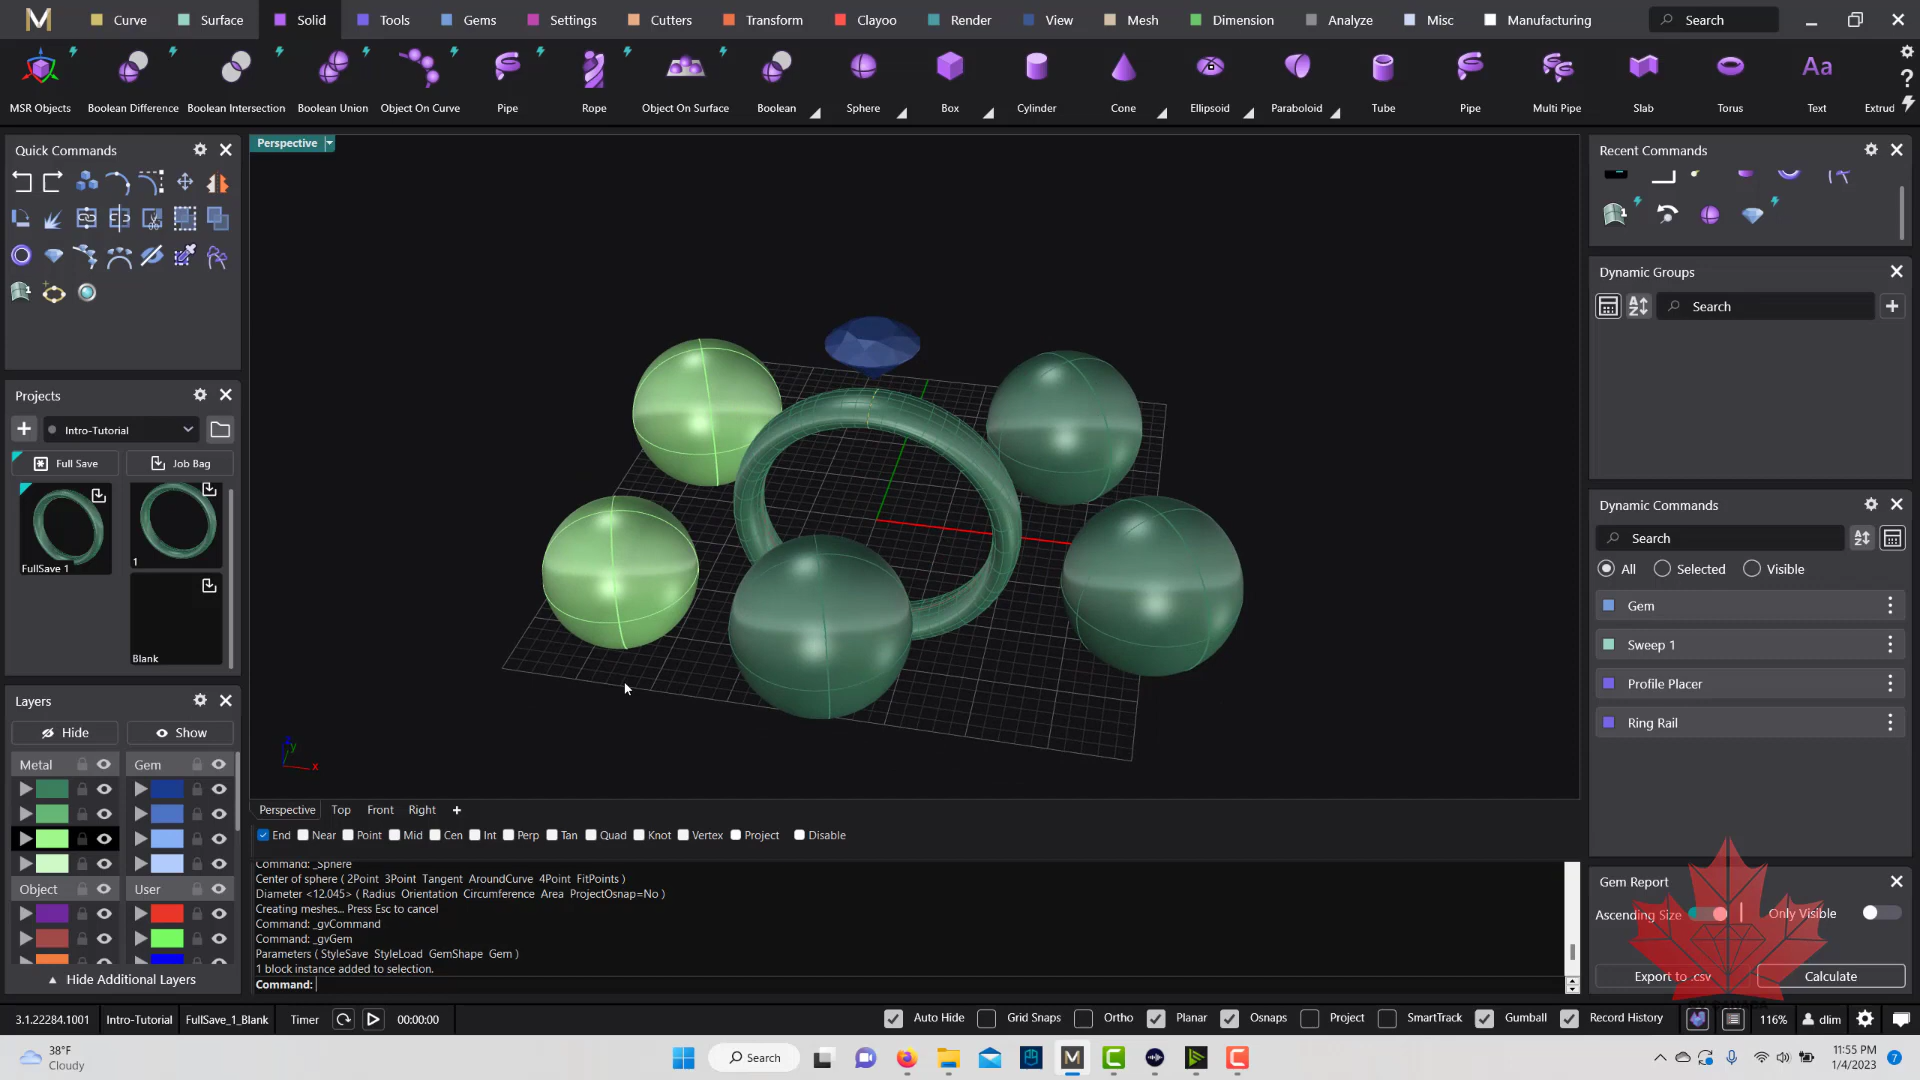 Curve Surface Solid Tools Gems Settings Cutters Transform Clayoo Render View Mesh Dimension Analyze Misc Manufacturing Search
MSR Objects Boolean Difference Boolean Intersection Boolean Union Object On Curve Pipe Rope Object On Surface Boolean Sphere Box Cylinder Cone Ellipsoid Paraboloid Tube Pipe Multi Pipe Slab Torus Text Extrud
Quick Commands
Projects
Intro-Tutorial
Full Save Job Bag
FullSave 1
1
Blank
Layers
Hide Show
Metal Gem
Object User
Hide Additional Layers
Perspective
Perspective Top Front Right +
End Near Point Mid Cen Int Perp Tan Quad Knot Vertex Project Disable
Command: _Sphere
Center of sphere ( 2Point 3Point Tangent AroundCurve 4Point FitPoints )
Diameter <12.045> ( Radius Orientation Circumference Area ProjectOsnap=No )
Creating meshes... Press Esc to cancel
Command: _gvCommand
Command: _gvGem
Parameters ( StyleSave StyleLoad GemShape Gem )
1 block instance added to selection.
Command:
Recent Commands
Dynamic Groups
Search
Dynamic Commands
Search
All Selected Visible
Gem
Sweep 1
Profile Placer
Ring Rail
Gem Report
Ascending Size Only Visible
Export to .csv Calculate
3.1.22284.1001 Intro-Tutorial FullSave_1_Blank Timer 00:00:00 Auto Hide Grid Snaps Ortho Planar Osnaps Project SmartTrack Gumball Record History 116% dlim
38°F
Cloudy
Search
11:55 PM
1/4/2023
7
x
y